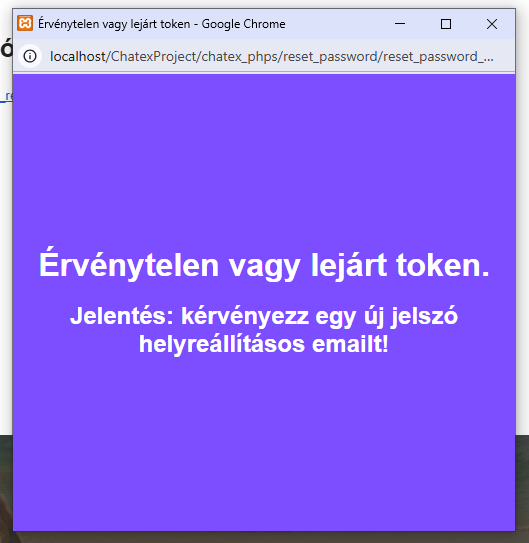 Érvénytelen vagy lejárt token - Google Chrome
localhost/ChatexProject/chatex_phps/reset_password/reset_password_...
Érvénytelen vagy lejárt token.
Jelentés: kérvényezz egy új jelszó
helyreállításos emailt!